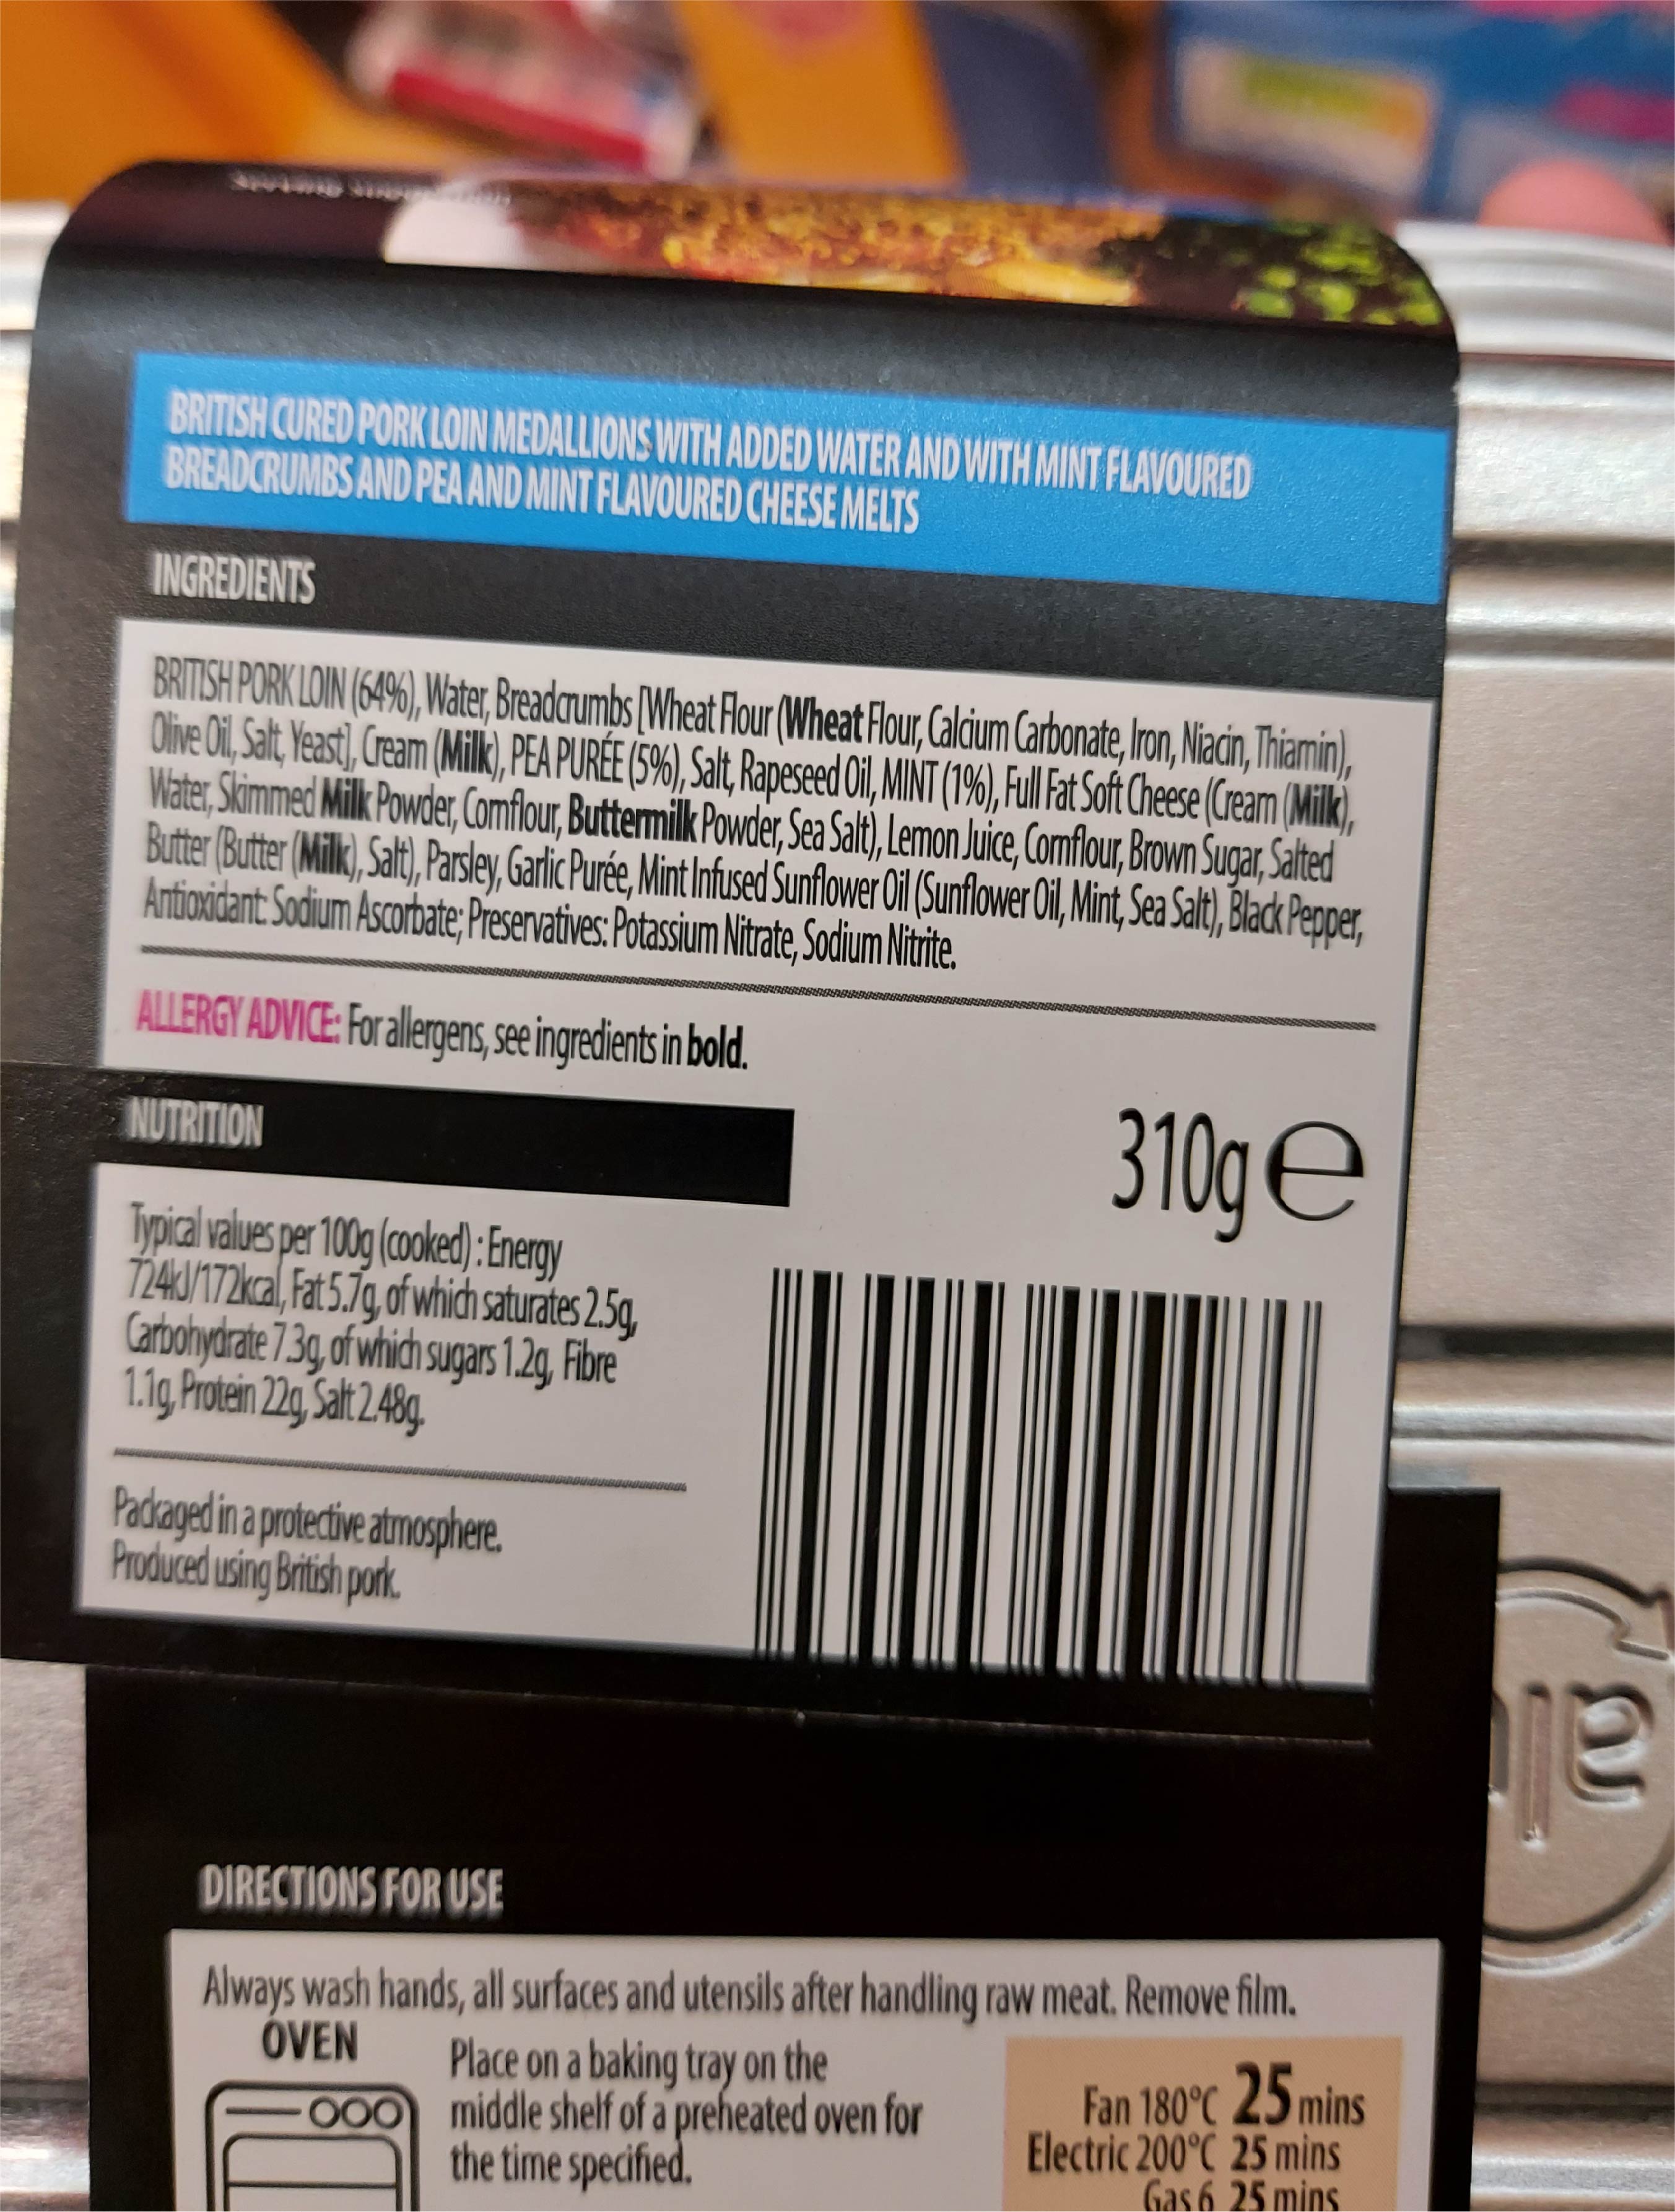 BRITISH CURED PORK LOIN MEDALLIONS WITH ADDED WATER AND WITH MINT FLAVOURED
BREADCRUMBS AND PEA AND MINT FLAVOURED CHEESE MELTS
INGREDIENTS
BRITISH PORK LOIN (64%), Water, Breadcrumbs [Wheat Flour (Wheat Flour, Calcium Carbonate, Iron, Niacin, Thiamin),
Olive Oil, Salt, Yeast], Cream (Milk), PEA PURÉE (5%), Salt, Rapeseed Oil, MINT (1%), Full Fat Soft Cheese (Cream (Milk),
Water, Skimmed Milk Powder, Cornflour, Buttermilk Powder, Sea Salt), Lemon Juice, Cornflour, Brown Sugar, Salted
Butter (Butter (Milk), Salt), Parsley, Garlic Purée, Mint Infused Sunflower Oil (Sunflower Oil, Mint, Sea Salt), Black Pepper,
Antioxidant: Sodium Ascorbate; Preservatives: Potassium Nitrate, Sodium Nitrite.
ALLERGY ADVICE: For allergens, see ingredients in bold.
310g e
NUTRITION
Typical values per 100g (cooked) : Energy
724kJ/172kcal, Fat 5.7g, of which saturates 2.5g,
Carbohydrate 7.3g, of which sugars 1.2g, Fibre
1.1g, Protein 22g, Salt 2.48g.
Packaged in a protective atmosphere.
Produced using British pork.
DIRECTIONS FOR USE
Always wash hands, all surfaces and utensils after handling raw meat. Remove film.
OVEN
Place on a baking tray on the
middle shelf of a preheated oven for
the time specified.
Fan 180°C 25 mins
Electric 200°C 25 mins
Gas 6 25 mins